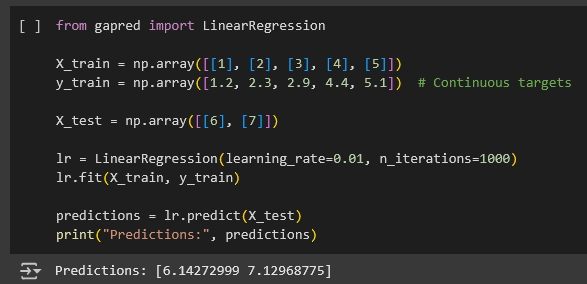 [ ] from gapred import LinearRegression
X_train = np.array([[1], [2], [3], [4], [5]])
y_train = np.array([1.2, 2.3, 2.9, 4.4, 5.1])  # Continuous targets
X_test = np.array([[6], [7]])
lr = LinearRegression(learning_rate=0.01, n_iterations=1000)
lr.fit(X_train, y_train)
predictions = lr.predict(X_test)
print("Predictions:", predictions)
Predictions: [6.14272999 7.12968775]